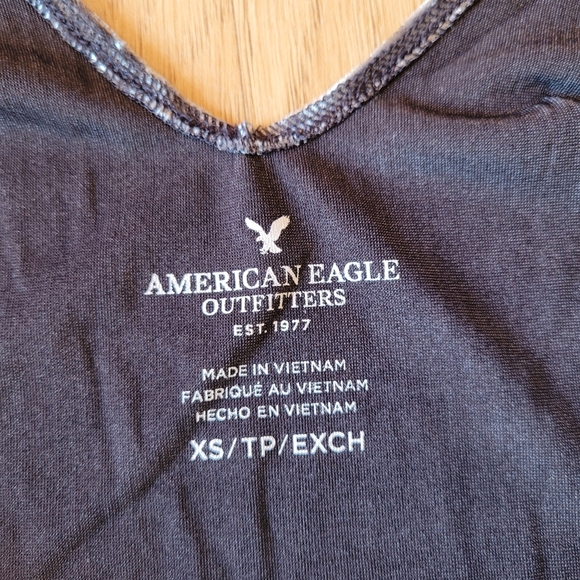 AMERICAN EAGLE
OUTFITTERS
EST. 1977
MADE IN VIETNAM
FABRIQUÉ AU VIETNAM
HECHO EN VIETNAM
XS/TP/EXCH